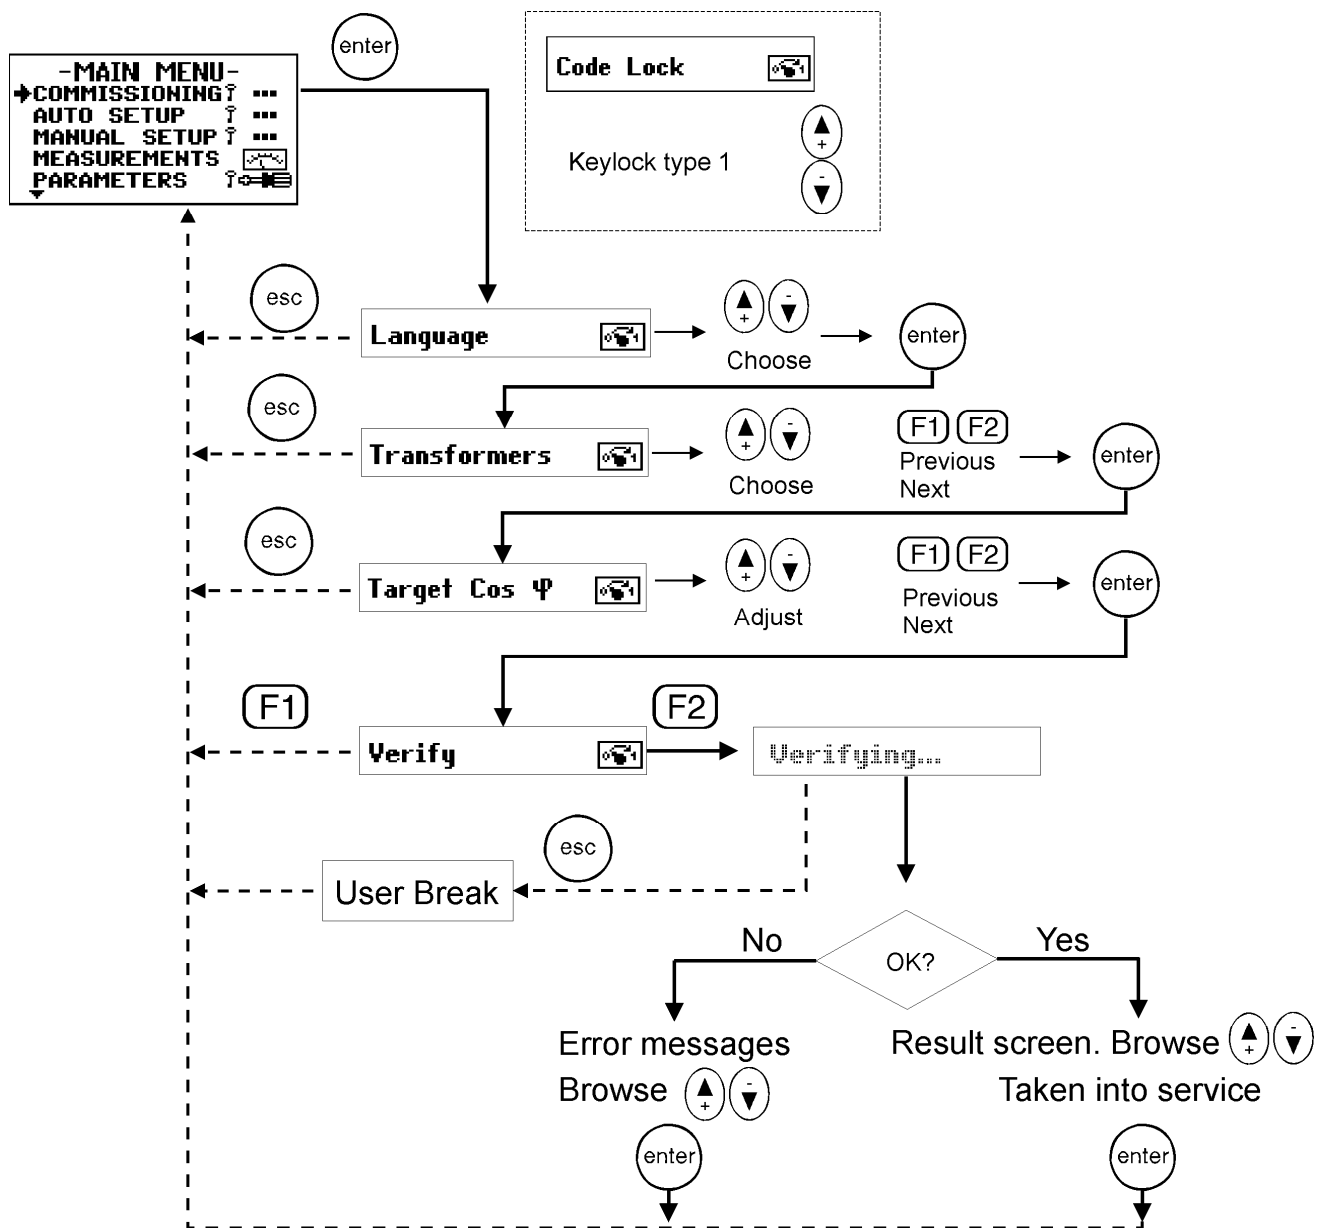 enter
-MAIN MENU-
COMMISSIONING
AUTO SETUP
MANUAL SETUP
MEASUREMENTS
PARAMETERS
Code Lock
Keylock type 1
+
-
esc
Language
+ -
Choose
enter
esc
Transformers
+ -
Choose
F1 F2
Previous
Next
enter
esc
Target Cos φ
+ -
Adjust
F1 F2
Previous
Next
enter
F1
Verify
F2
Verifying...
esc
User Break
No
OK?
Yes
Error messages
Browse + -
enter
Result screen. Browse + -
Taken into service
enter